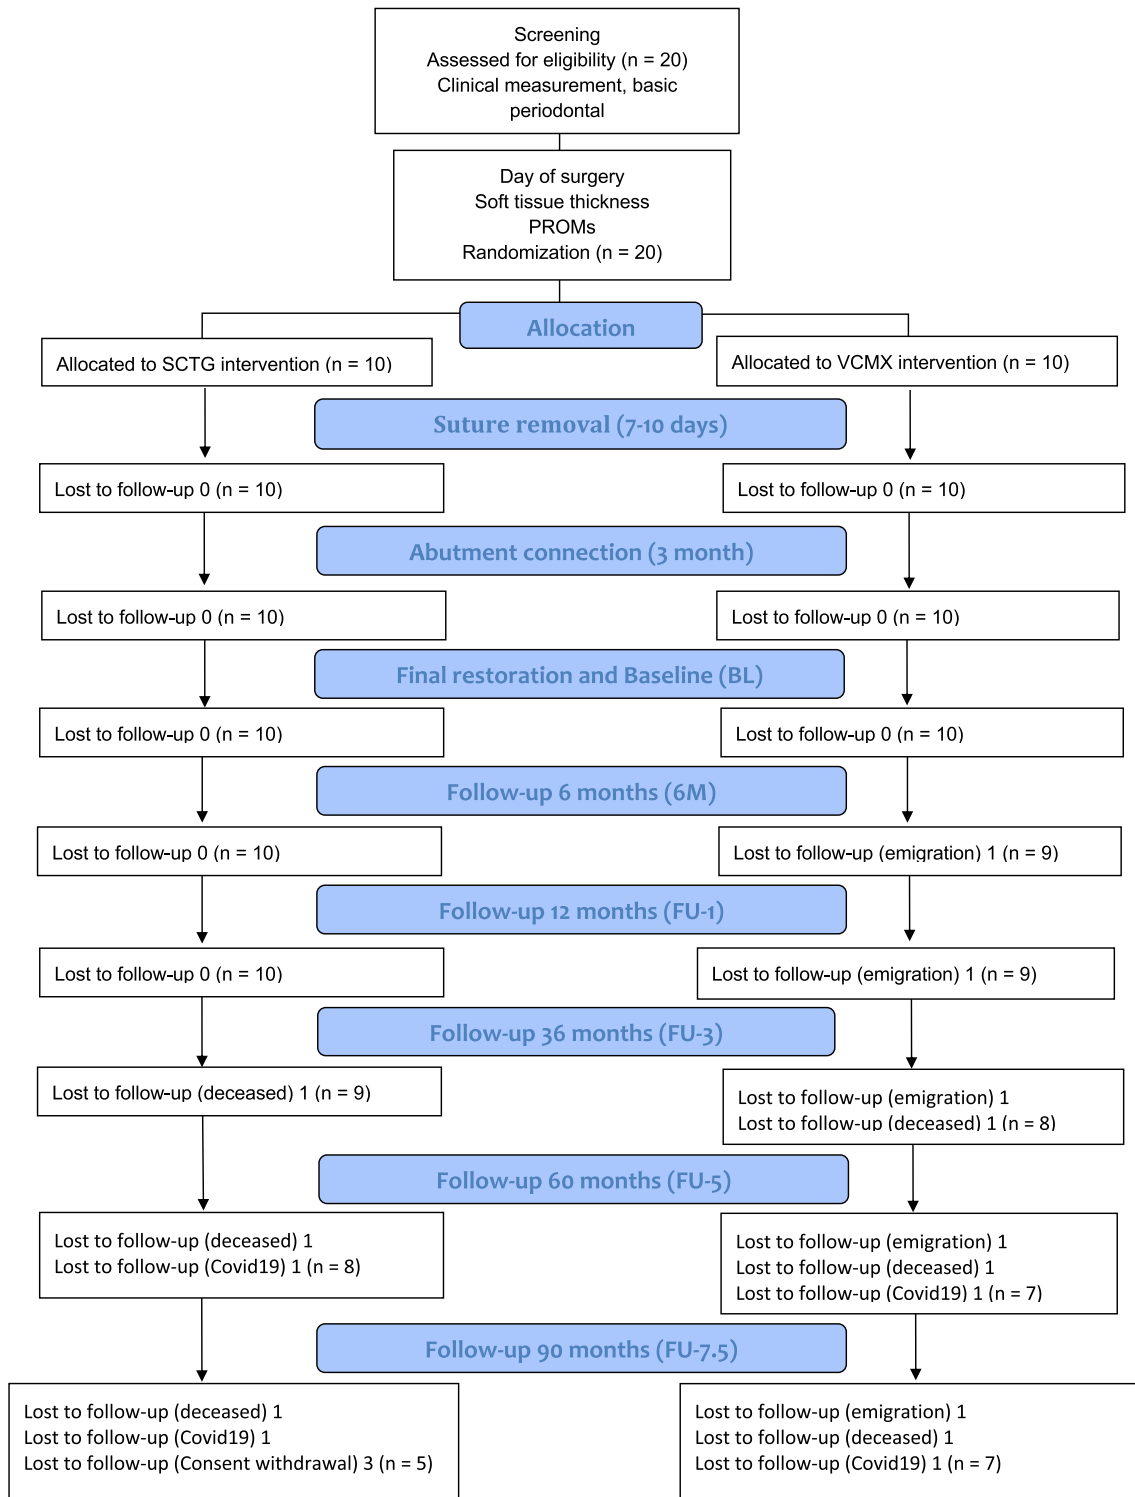 Screening
Assessed for eligibility (n = 20)
Clinical measurement, basic
periodontal
Day of surgery
Soft tissue thickness
PROMs
Randomization (n = 20)
Allocation
Allocated to SCTG intervention (n = 10)
Allocated to VCMX intervention (n = 10)
Suture removal (7-10 days)
Lost to follow-up 0 (n = 10)
Lost to follow-up 0 (n = 10)
Abutment connection (3 month)
Lost to follow-up 0 (n = 10)
Lost to follow-up 0 (n = 10)
Final restoration and Baseline (BL)
Lost to follow-up 0 (n = 10)
Lost to follow-up 0 (n = 10)
Follow-up 6 months (6M)
Lost to follow-up 0 (n = 10)
Lost to follow-up (emigration) 1 (n = 9)
Follow-up 12 months (FU-1)
Lost to follow-up 0 (n = 10)
Lost to follow-up (emigration) 1 (n = 9)
Follow-up 36 months (FU-3)
Lost to follow-up (deceased) 1 (n = 9)
Lost to follow-up (emigration) 1
Lost to follow-up (deceased) 1 (n = 8)
Follow-up 60 months (FU-5)
Lost to follow-up (deceased) 1
Lost to follow-up (Covid19) 1 (n = 8)
Lost to follow-up (emigration) 1
Lost to follow-up (deceased) 1
Lost to follow-up (Covid19) 1 (n = 7)
Follow-up 90 months (FU-7.5)
Lost to follow-up (deceased) 1
Lost to follow-up (Covid19) 1
Lost to follow-up (Consent withdrawal) 3 (n = 5)
Lost to follow-up (emigration) 1
Lost to follow-up (deceased) 1
Lost to follow-up (Covid19) 1 (n = 7)